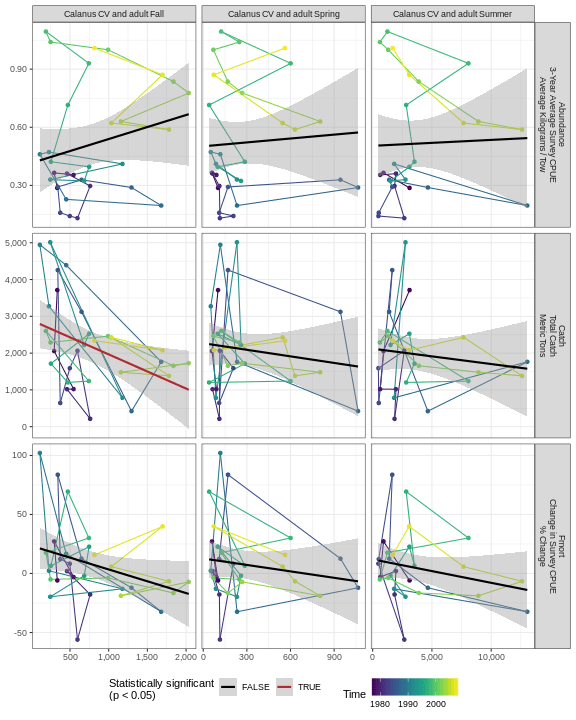 Calanus CV and adult Fall
Calanus CV and adult Spring
Calanus CV and adult Summer
0.90
0.60
0.30
Abundance
3-Year Average Survey CPUE
Average Kilograms / Tow
5,000
4,000
3,000
2,000
1,000
0
Catch
Total Catch
Metric Tons
100
50
0
-50
Fmort
Change in Survey CPUE
% Change
500
1,000
1,500
2,000
0
300
600
900
0
5,000
10,000
Statistically significant
(p < 0.05)
FALSE
TRUE
Time
1980
1990
2000